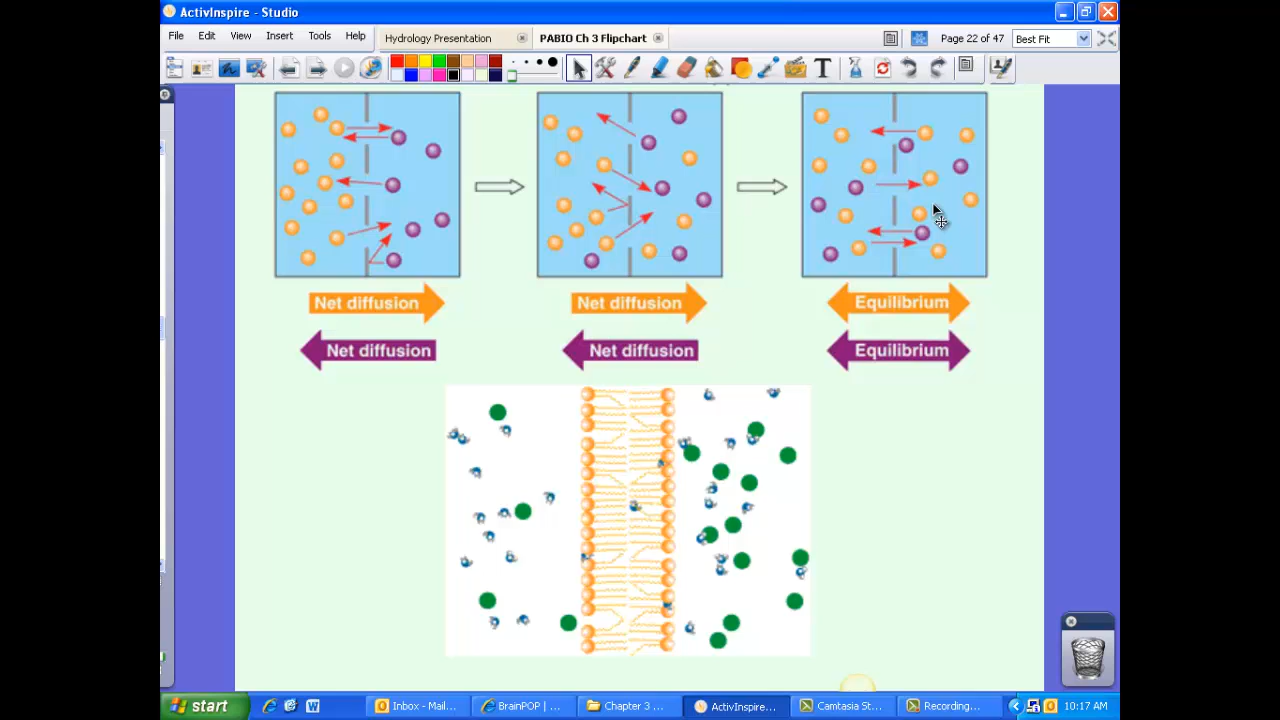 ActivInspire - Studio
File Edit View Insert Tools Help
Hydrology Presentation
PABIO Ch 3 Flipchart
Page 22 of 47
Best Fit
Net diffusion
Net diffusion
Equilibrium
Net diffusion
Net diffusion
Equilibrium
start
Inbox - Mail...
BrainPOP | ...
Chapter 3 ...
ActivInspire...
Camtasia St...
Recording...
10:17 AM